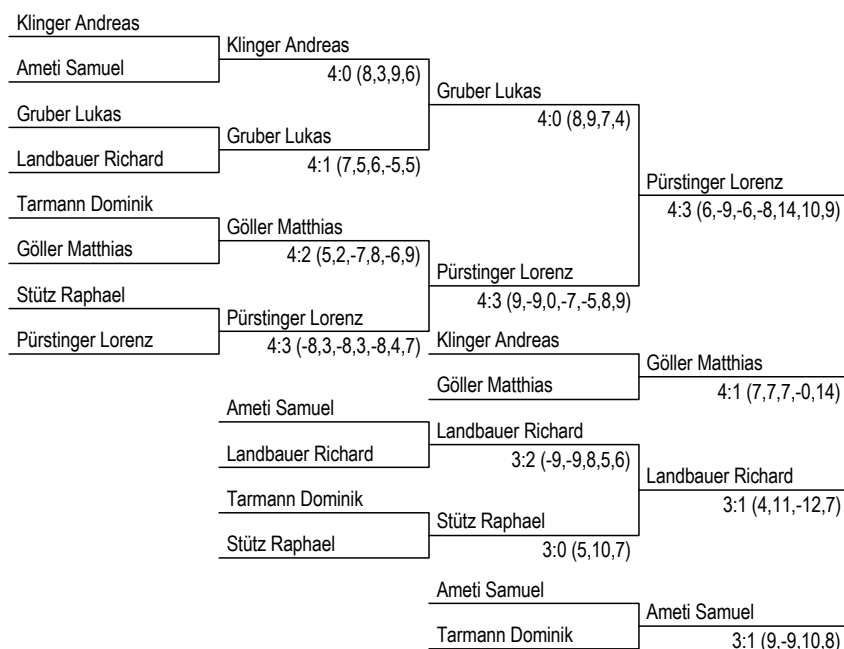 Klinger Andreas
Klinger Andreas
Ameti Samuel
4:0 (8,3,9,6)
Gruber Lukas
Gruber Lukas
4:0 (8,9,7,4)
Gruber Lukas
Landbauer Richard
4:1 (7,5,6,-5,5)
Pürstinger Lorenz
4:3 (6,-9,-6,-8,14,10,9)
Tarmann Dominik
Göller Matthias
Göller Matthias
4:2 (5,2,-7,8,-6,9)
Pürstinger Lorenz
4:3 (9,-9,0,-7,-5,8,9)
Stütz Raphael
Pürstinger Lorenz
Pürstinger Lorenz
4:3 (-8,3,-8,3,-8,4,7)
Klinger Andreas
Göller Matthias
Göller Matthias
4:1 (7,7,7,-0,14)
Ameti Samuel
Landbauer Richard
Landbauer Richard
3:2 (-9,-9,8,5,6)
Landbauer Richard
3:1 (4,11,-12,7)
Tarmann Dominik
Stütz Raphael
Stütz Raphael
3:0 (5,10,7)
Ameti Samuel
Ameti Samuel
Tarmann Dominik
3:1 (9,-9,10,8)